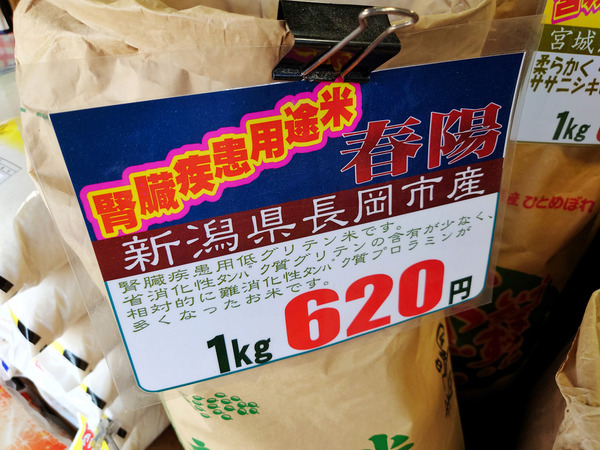 腎臓疾患用途米
春陽
新潟県長岡市産
腎臓疾患用低グリテン米です。
省消化性タンパク質グリテンの含有が少なく、
相対的に難消化性タンパク質プロラミンが
多くなったお米です。
1kg 620円
宮城
柔らかく
ササニシキ
1kg 6
産 ひとめぼれ
米